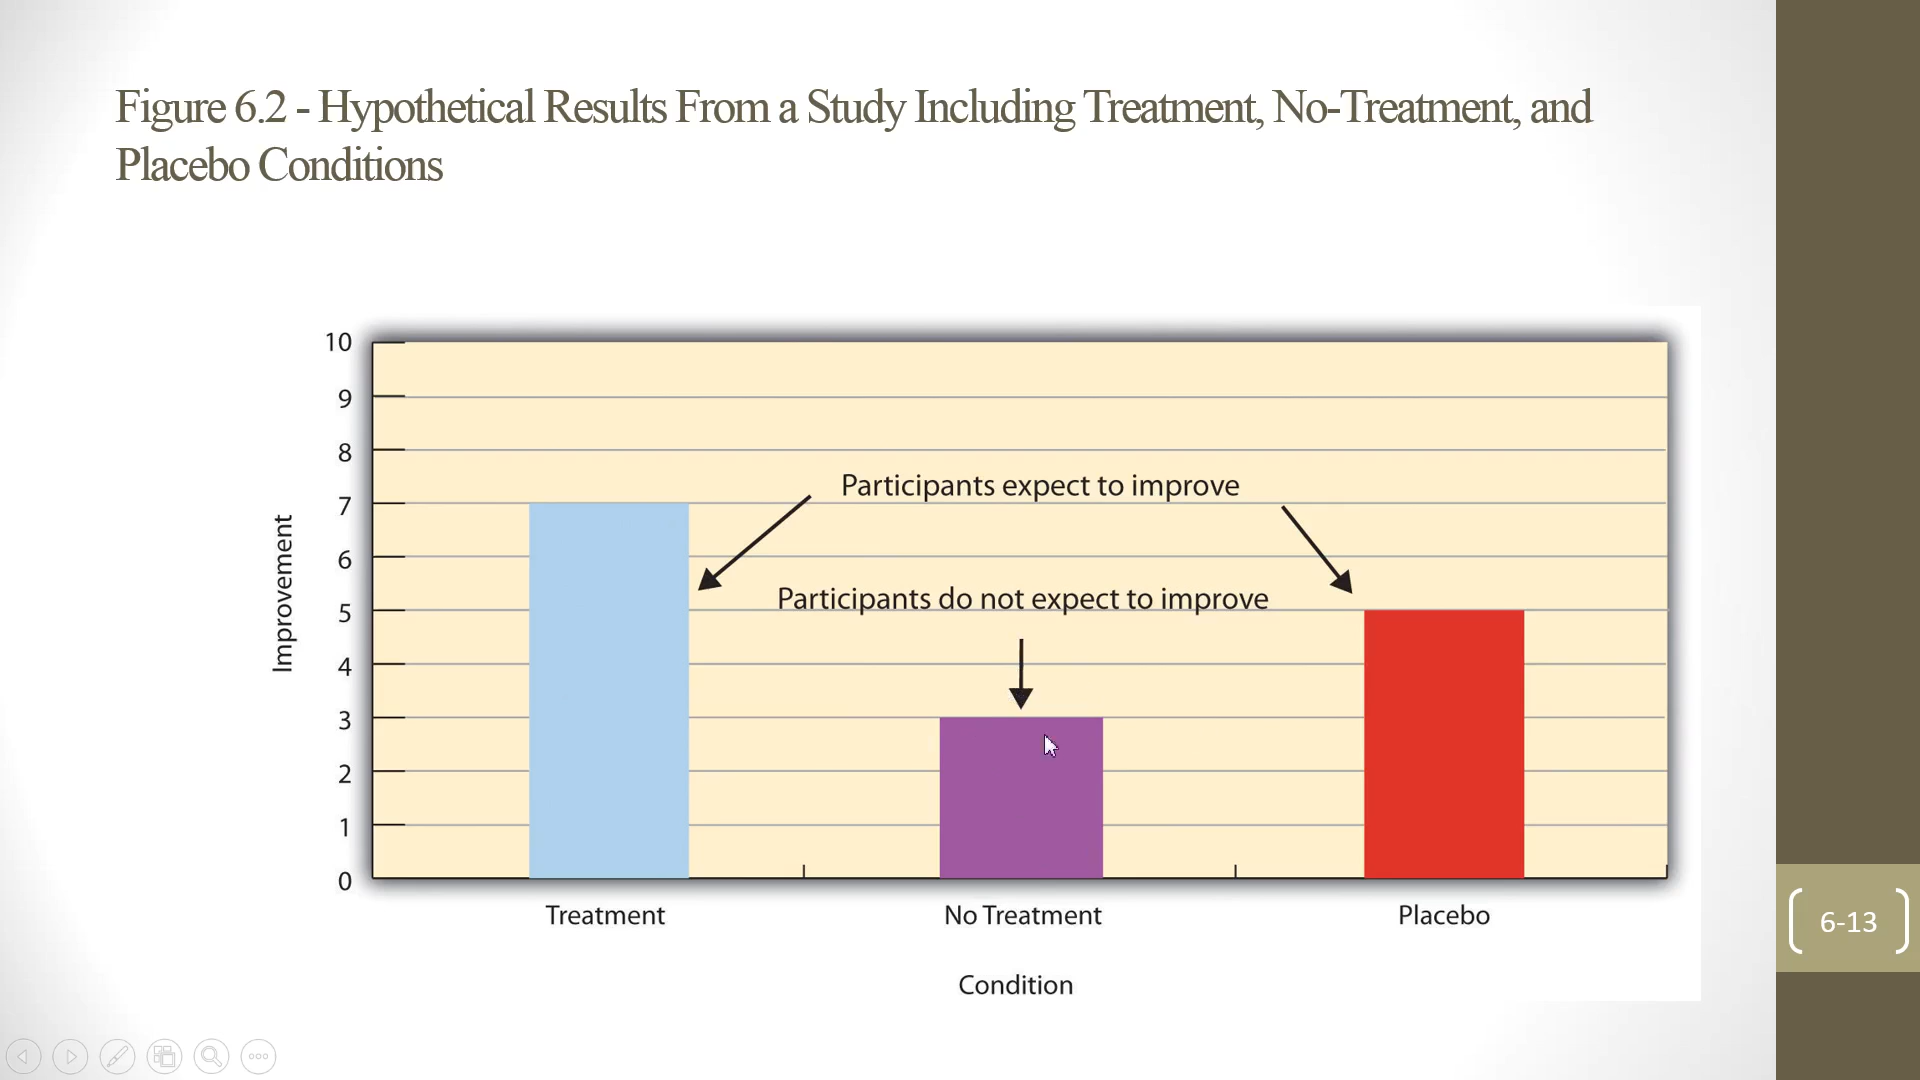 Figure 6.2 - Hypothetical Results From a Study Including Treatment, No-Treatment, and
Placebo Conditions
10
9
8
7
6
5
4
3
2
1
0
Improvement
Participants expect to improve
Participants do not expect to improve
Treatment
No Treatment
Placebo
Condition
6-13